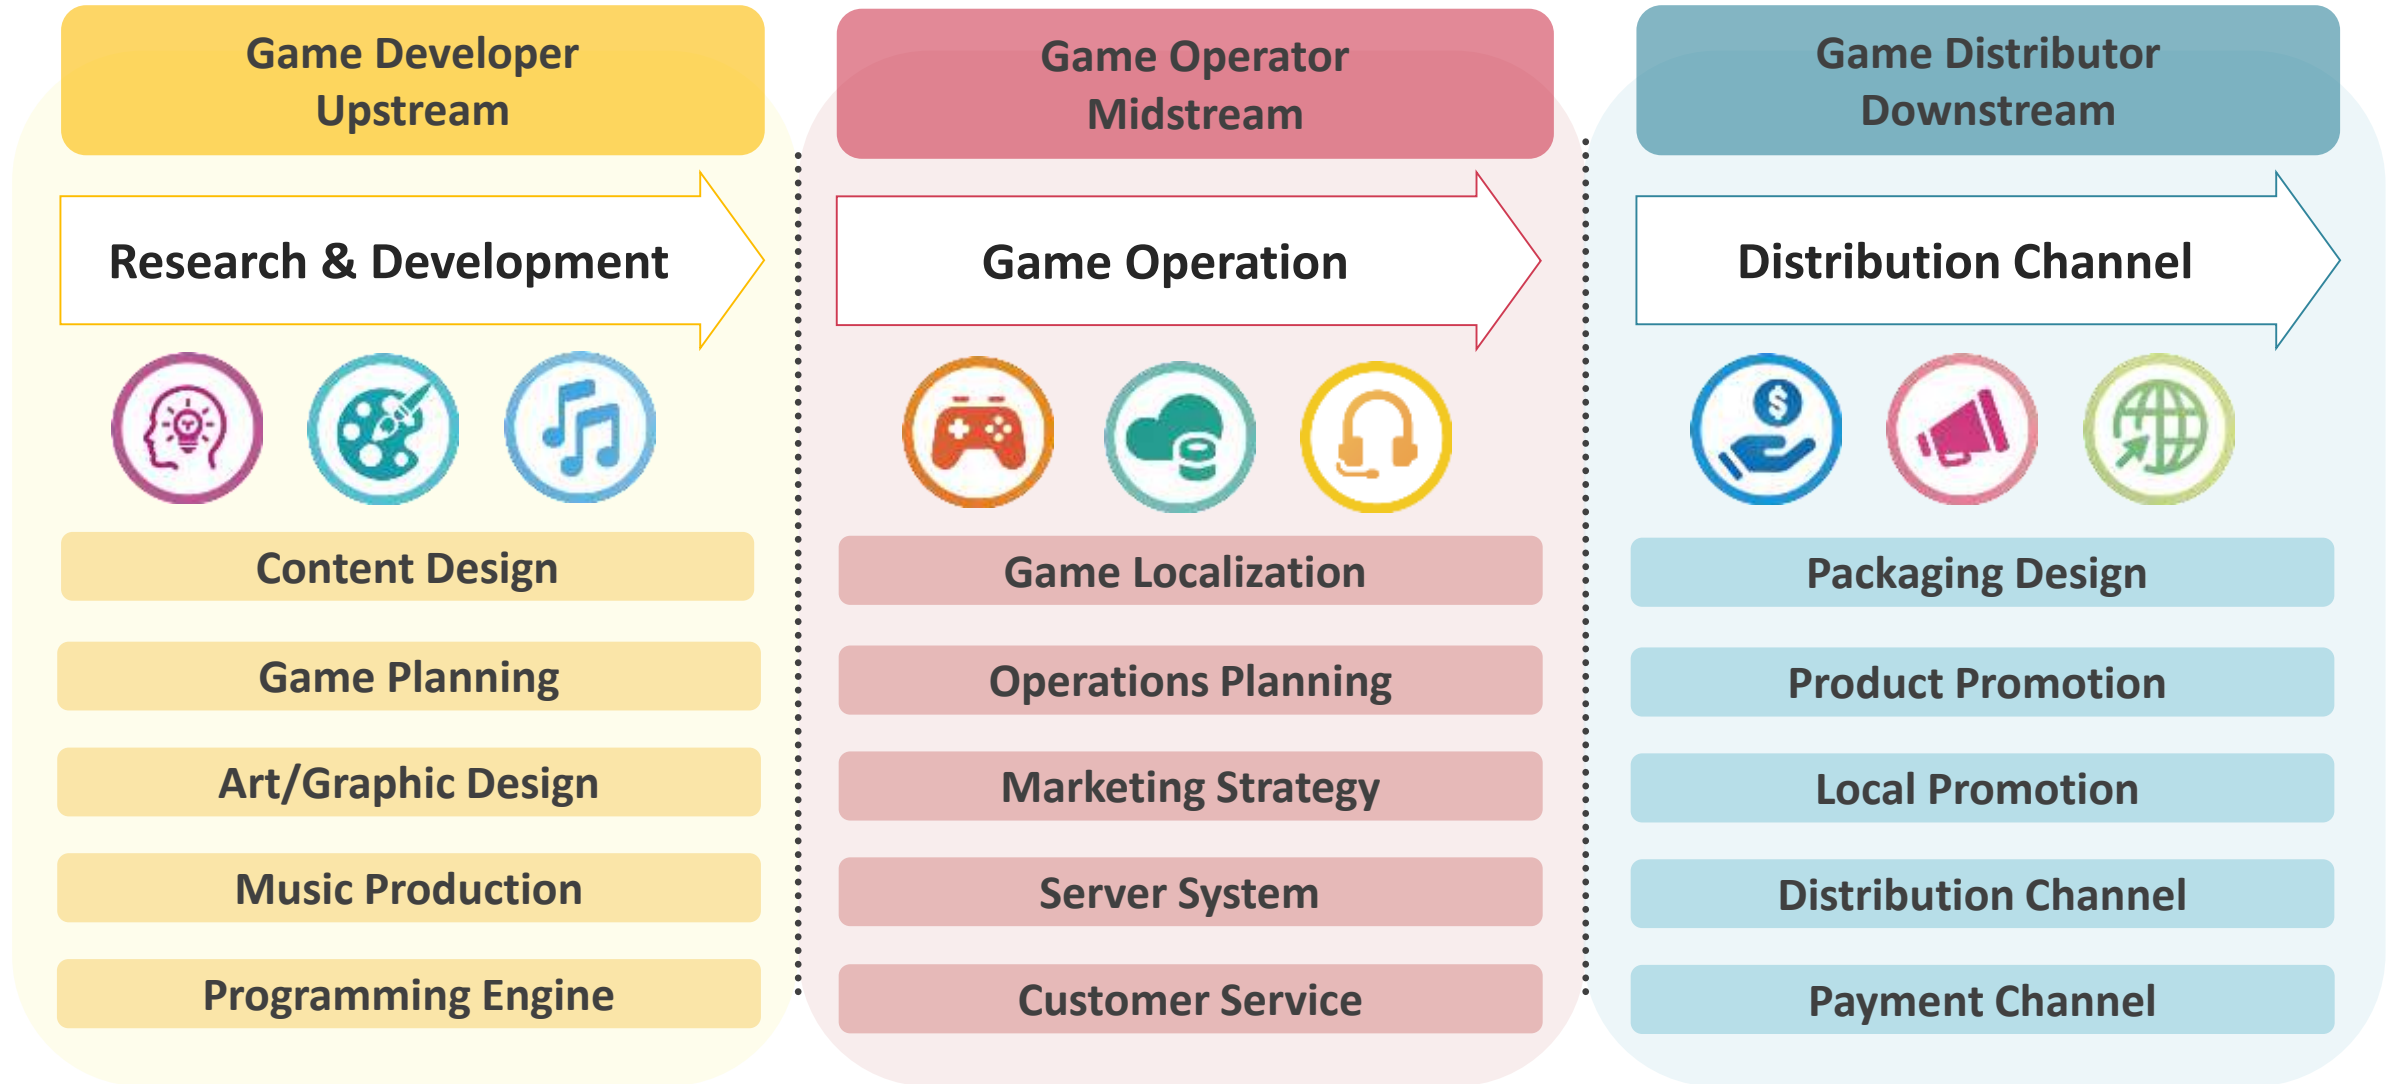 Game Developer
Upstream
Research & Development
Content Design
Game Planning
Art/Graphic Design
Music Production
Programming Engine
Game Operator
Midstream
Game Operation
Game Localization
Operations Planning
Marketing Strategy
Server System
Customer Service
Game Distributor
Downstream
Distribution Channel
$
Packaging Design
Product Promotion
Local Promotion
Distribution Channel
Payment Channel